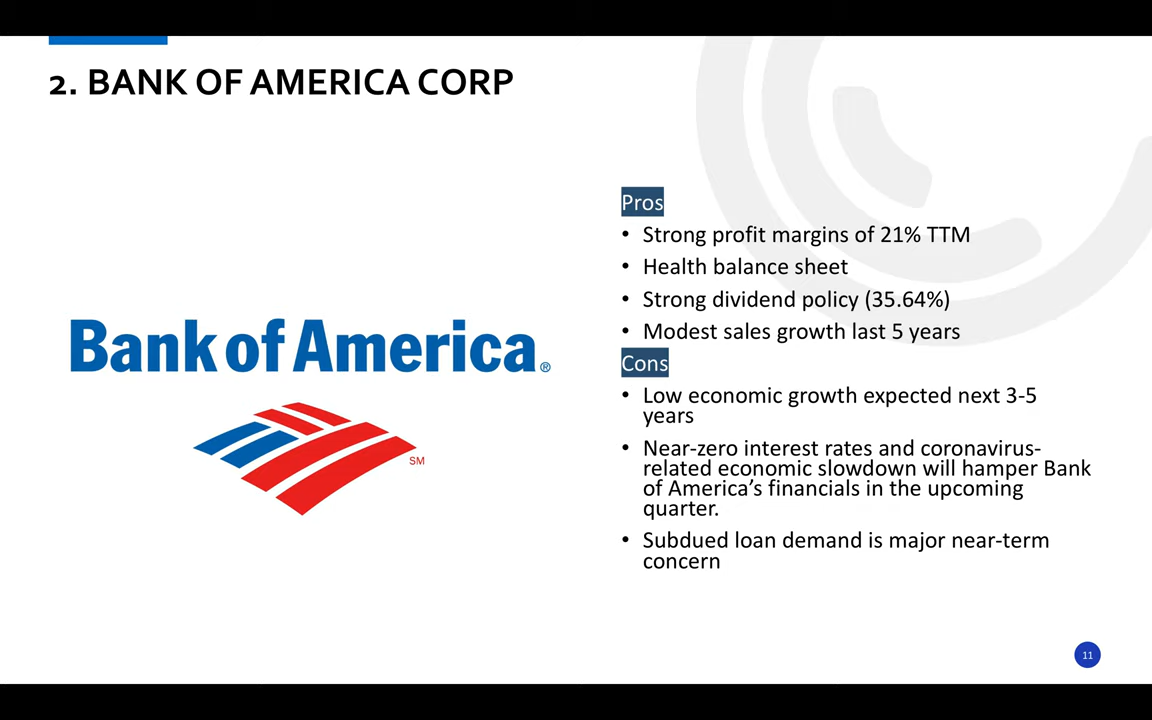 2. BANK OF AMERICA CORP
Bank of America®
SM
Pros
• Strong profit margins of 21% TTM
• Health balance sheet
• Strong dividend policy (35.64%)
• Modest sales growth last 5 years
Cons
• Low economic growth expected next 3-5
years
• Near-zero interest rates and coronavirus-
related economic slowdown will hamper Bank
of America’s financials in the upcoming
quarter.
• Subdued loan demand is major near-term
concern
11